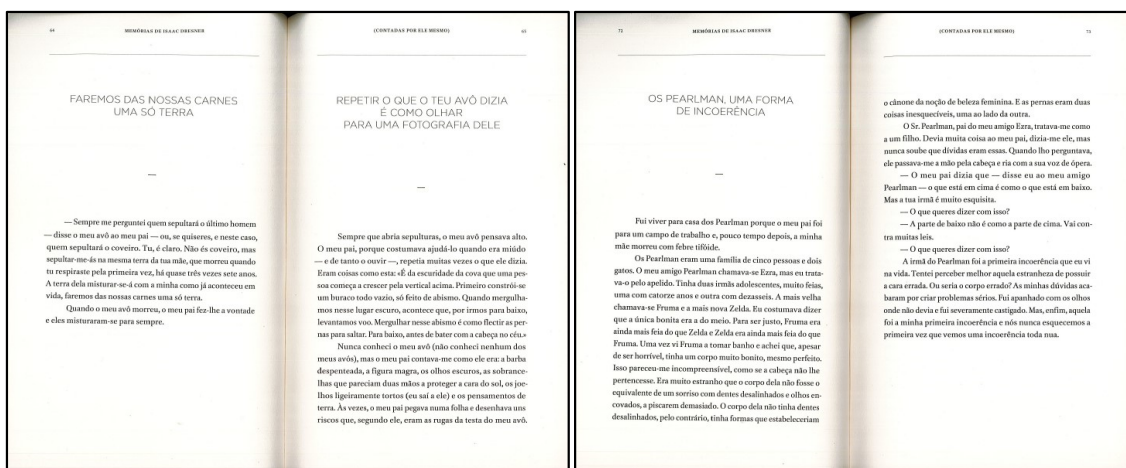 64
MEMÓRIAS DE ISAAC DRESNER
FAREMOS DAS NOSSAS CARNES
UMA SÓ TERRA
—
— Sempre me perguntei quem sepultará o último homem
— disse o meu avô ao meu pai — ou, se quiseres, e neste caso,
quem sepultará o coveiro. Tu, é claro. Não és coveiro, mas
sepultar-me-ás na mesma terra da tua mãe, que morreu quando
tu respiraste pela primeira vez, há quase três vezes sete anos.
A terra dela misturar-se-á com a minha como já aconteceu em
vida, faremos das nossas carnes uma só terra.
Quando o meu avô morreu, o meu pai fez-lhe a vontade
e eles misturaram-se para sempre.
(CONTADAS POR ELE MESMO)
65
REPETIR O QUE O TEU AVÔ DIZIA
É COMO OLHAR
PARA UMA FOTOGRAFIA DELE
—
Sempre que abria sepulturas, o meu avô pensava alto.
O meu pai, porque costumava ajudá-lo quando era miúdo
— e de tanto o ouvir —, repetia muitas vezes o que ele dizia.
Eram coisas como esta: «É da escuridão da cova que uma pes-
soa começa a crescer pela vertical acima. Primeiro constrói-se
um buraco todo vazio, só feito de abismo. Quando mergulha-
mos nesse lugar escuro, acontece que, por irmos para baixo,
levantamos voo. Mergulhar nesse abismo é como flectir as per-
nas para saltar. Para baixo, antes de bater com a cabeça no céu.»
Nunca conheci o meu avô (não conheci nenhum dos
meus avós), mas o meu pai contava-me como ele era: a barba
despenteada, a figura magra, os olhos escuros, as sobrance-
lhas que pareciam duas mãos a proteger a cara do sol, os joe-
lhos ligeiramente tortos (eu saí a ele) e os pensamentos de
terra. Às vezes, o meu pai pegava numa folha e desenhava uns
riscos que, segundo ele, eram as rugas da testa do meu avô.
72
MEMÓRIAS DE ISAAC DRESNER
OS PEARLMAN, UMA FORMA
DE INCOERÊNCIA
—
Fui viver para casa dos Pearlman porque o meu pai foi
para um campo de trabalho e, pouco tempo depois, a minha
mãe morreu com febre tifóide.
Os Pearlman eram uma família de cinco pessoas e dois
gatos. O meu amigo Pearlman chamava-se Ezra, mas eu trata-
va-o pelo apelido. Tinha duas irmãs adolescentes, muito feias,
uma com catorze anos e outra com dezasseis. A mais velha
chamava-se Fruma e a mais nova Zelda. Eu costumava dizer
que a única bonita era a do meio. Para ser justo, Fruma era
ainda mais feia do que Zelda e Zelda era ainda mais feia do que
Fruma. Uma vez vi Fruma a tomar banho e achei que, apesar
de ser horrível, tinha um corpo muito bonito, mesmo perfeito.
Isso pareceu-me incompreensível, como se a cabeça não lhe
pertencesse. Era muito estranho que o corpo dela não fosse o
equivalente de um sorriso com dentes desalinhados e olhos en-
covados, a piscarem demasiado. O corpo dela não tinha dentes
desalinhados, pelo contrário, tinha formas que estabeleceriam
(CONTADAS POR ELE MESMO)
73
o cânone da noção de beleza feminina. E as pernas eram duas
coisas inesquecíveis, uma ao lado da outra.
O Sr. Pearlman, pai do meu amigo Ezra, tratava-me como
a um filho. Devia muita coisa ao meu pai, dizia-me ele, mas
nunca soube que dívidas eram essas. Quando lho perguntava,
ele passava-me a mão pela cabeça e ria com a sua voz de ópera.
— O meu pai dizia que — disse eu ao meu amigo
Pearlman — o que está em cima é como o que está em baixo.
Mas a tua irmã é muito esquisita.
— O que queres dizer com isso?
— A parte de baixo não é como a parte de cima. Vai con-
tra muitas leis.
— O que queres dizer com isso?
A irmã do Pearlman foi a primeira incoerência que eu vi
na vida. Tentei perceber melhor aquela estranheza de possuir
a cara errada. Ou seria o corpo errado? As minhas dúvidas aca-
baram por criar problemas sérios. Fui apanhado com os olhos
onde não devia e fui severamente castigado. Mas, enfim, aquela
foi a minha primeira incoerência e nós nunca esquecemos a
primeira vez que vemos uma incoerência toda nua.